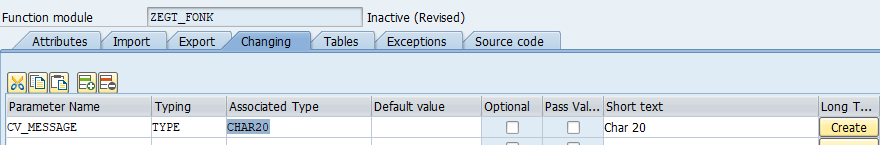 Function module ZEGT_FONK Inactive (Revised)
Attributes Import Export Changing Tables Exceptions Source code
Parameter Name Typing Associated Type Default value Optional Pass Val... Short text Long T...
CV_MESSAGE TYPE CHAR20 Char 20 Create